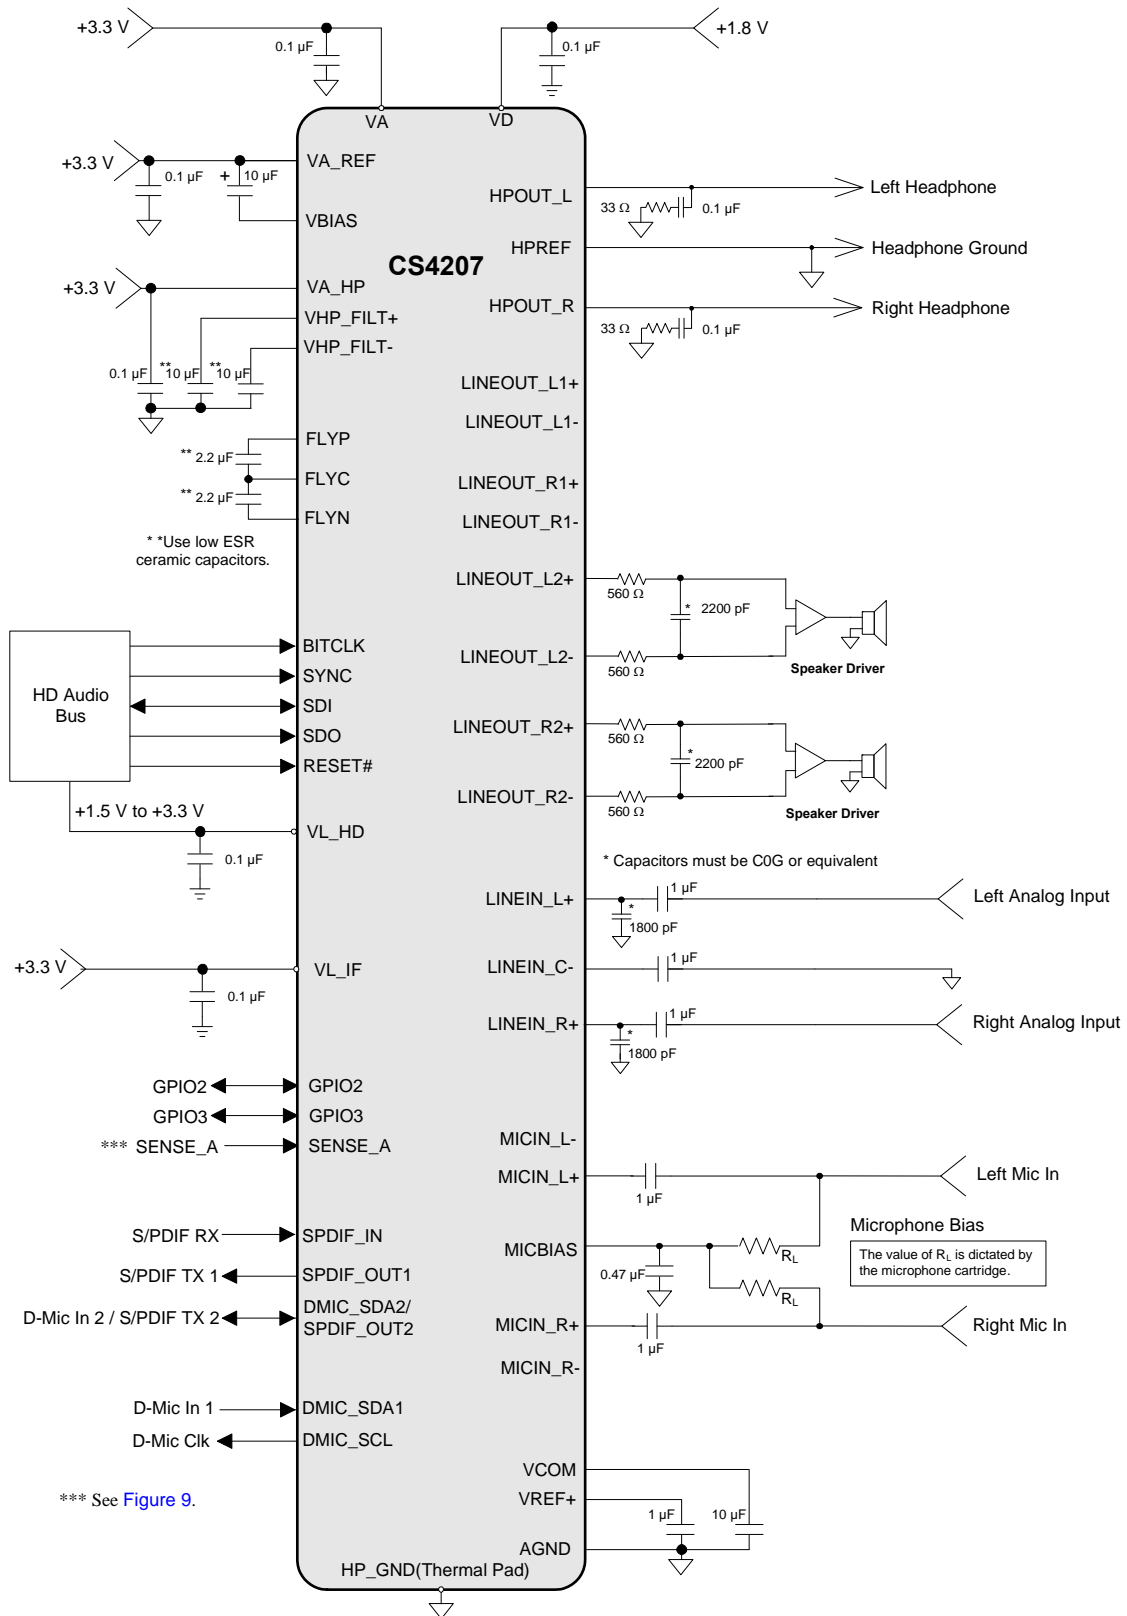 +3.3 V
0.1 µF
0.1 µF
+1.8 V
VA
VD
+3.3 V
0.1 µF
+ 10 µF
VA_REF
VBIAS
CS4207
+3.3 V
VA_HP
VHP_FILT+
VHP_FILT-
0.1 µF
** 10 µF
** 10 µF
** 2.2 µF
** 2.2 µF
FLYP
FLYC
FLYN
* *Use low ESR
ceramic capacitors.
HD Audio
Bus
BITCLK
SYNC
SDI
SDO
RESET#
+1.5 V to +3.3 V
VL_HD
0.1 µF
+3.3 V
VL_IF
0.1 µF
GPIO2
GPIO2
GPIO3
GPIO3
*** SENSE_A
SENSE_A
S/PDIF RX
SPDIF_IN
S/PDIF TX 1
SPDIF_OUT1
D-Mic In 2 / S/PDIF TX 2
DMIC_SDA2/
SPDIF_OUT2
D-Mic In 1
DMIC_SDA1
D-Mic Clk
DMIC_SCL
*** See Figure 9.
HPOUT_L
33 Ω
0.1 µF
Left Headphone
HPREF
Headphone Ground
HPOUT_R
33 Ω
0.1 µF
Right Headphone
LINEOUT_L1+
LINEOUT_L1-
LINEOUT_R1+
LINEOUT_R1-
LINEOUT_L2+
560 Ω
* 2200 pF
LINEOUT_L2-
560 Ω
Speaker Driver
LINEOUT_R2+
560 Ω
* 2200 pF
LINEOUT_R2-
560 Ω
Speaker Driver
* Capacitors must be C0G or equivalent
LINEIN_L+
1 µF
*
1800 pF
Left Analog Input
LINEIN_C-
1 µF
LINEIN_R+
1 µF
*
1800 pF
Right Analog Input
MICIN_L-
MICIN_L+
1 µF
Left Mic In
MICBIAS
0.47 µF
RL
RL
Microphone Bias
The value of RL is dictated by
the microphone cartridge.
MICIN_R+
1 µF
Right Mic In
MICIN_R-
VCOM
VREF+
1 µF
10 µF
AGND
HP_GND(Thermal Pad)